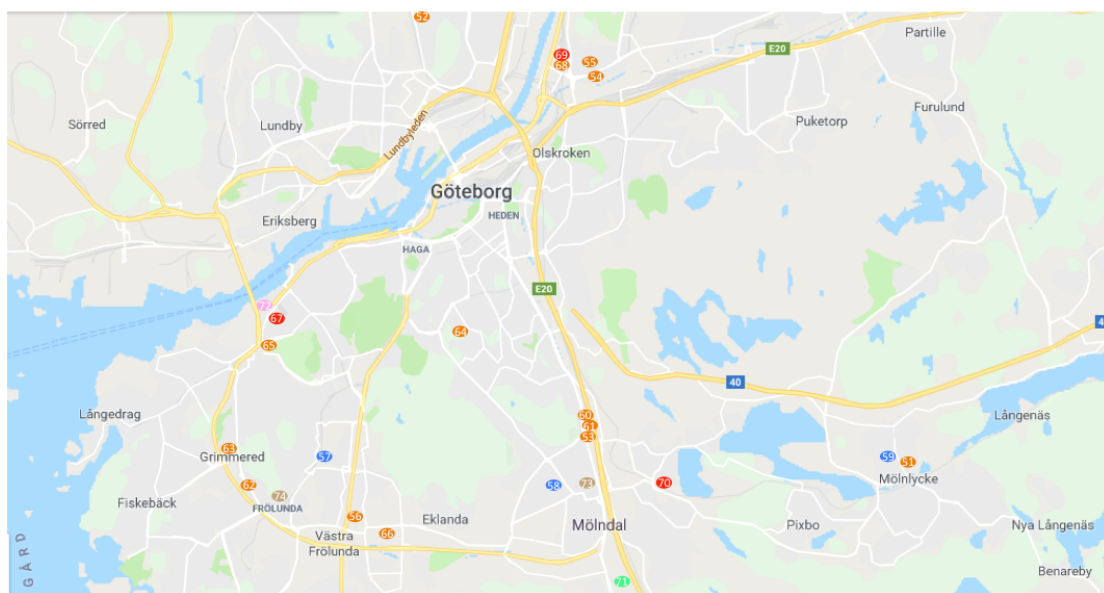 52
Partille
E20
69
68
55
54
Sörred
Lundby
Lundbyleden
Furulund
Puketorp
Olskroken
Göteborg
HEDEN
Eriksberg
HAGA
E20
72
67
64
65
40
4
Långedrag
60
61
53
Långenäs
63
Grimmered
57
59
51
Mölnlycke
62
74
FRÖLUNDA
58
73
70
Fiskebäck
56
66
Västra
Frölunda
Eklanda
Mölndal
Pixbo
Nya Långenäs
GÅRD
71
Benareby